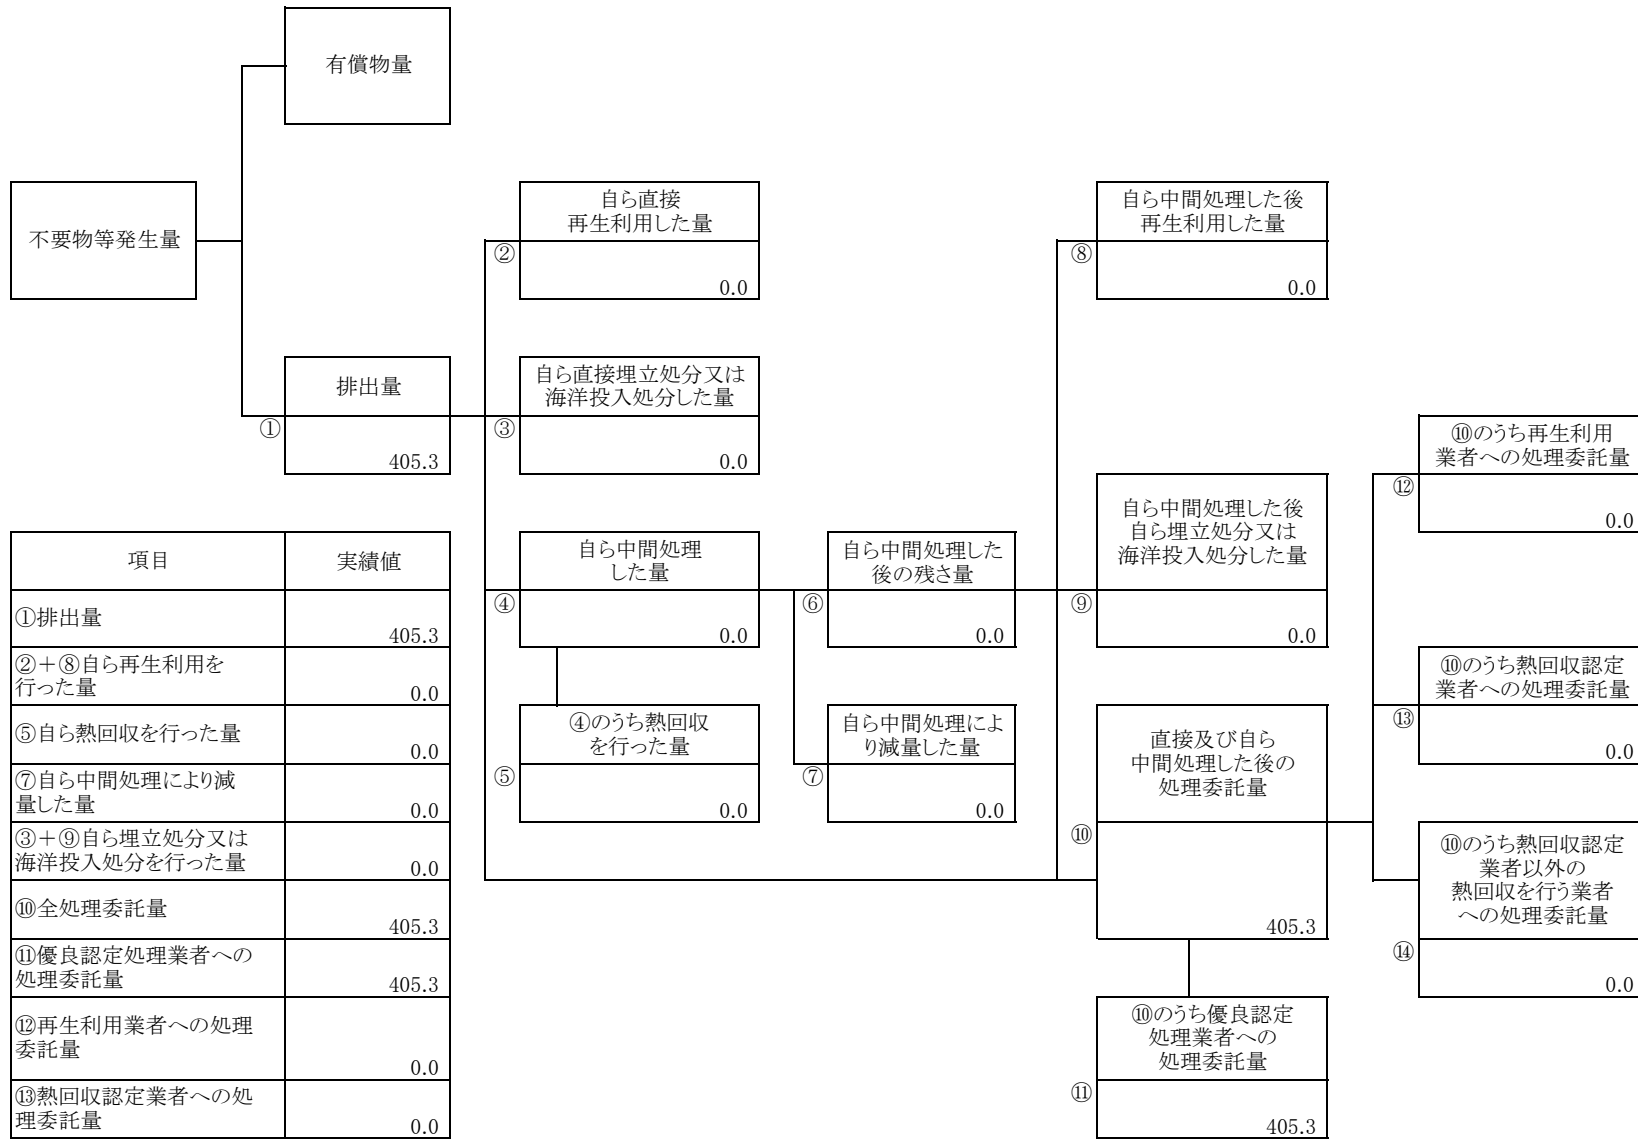 有償物量
不要物等発生量
自ら直接
再生利用した量
②
0.0
自ら中間処理した後
再生利用した量
⑧
0.0
排出量
①
405.3
自ら直接埋立処分又は
海洋投入処分した量
③
0.0
⑩のうち再生利用
業者への処理委託量
⑫
0.0
自ら中間処理
した量
④
0.0
自ら中間処理した
後の残さ量
⑥
0.0
自ら中間処理した後
自ら埋立処分又は
海洋投入処分した量
⑨
0.0
⑩のうち熱回収認定
業者への処理委託量
⑬
0.0
④のうち熱回収
を行った量
⑤
0.0
自ら中間処理によ
り減量した量
⑦
0.0
直接及び自ら
中間処理した後の
処理委託量
⑩
405.3
⑩のうち熱回収認定
業者以外の
熱回収を行う業者
への処理委託量
⑭
0.0
⑩のうち優良認定
処理業者への
処理委託量
⑪
405.3
項目 実績値
①排出量
405.3
②＋⑧自ら再生利用を
行った量
0.0
⑤自ら熱回収を行った量
0.0
⑦自ら中間処理により減
量した量
0.0
③＋⑨自ら埋立処分又は
海洋投入処分を行った量
0.0
⑩全処理委託量
405.3
⑪優良認定処理業者への
処理委託量
405.3
⑫再生利用業者への処理
委託量
0.0
⑬熱回収認定業者への処
理委託量
0.0